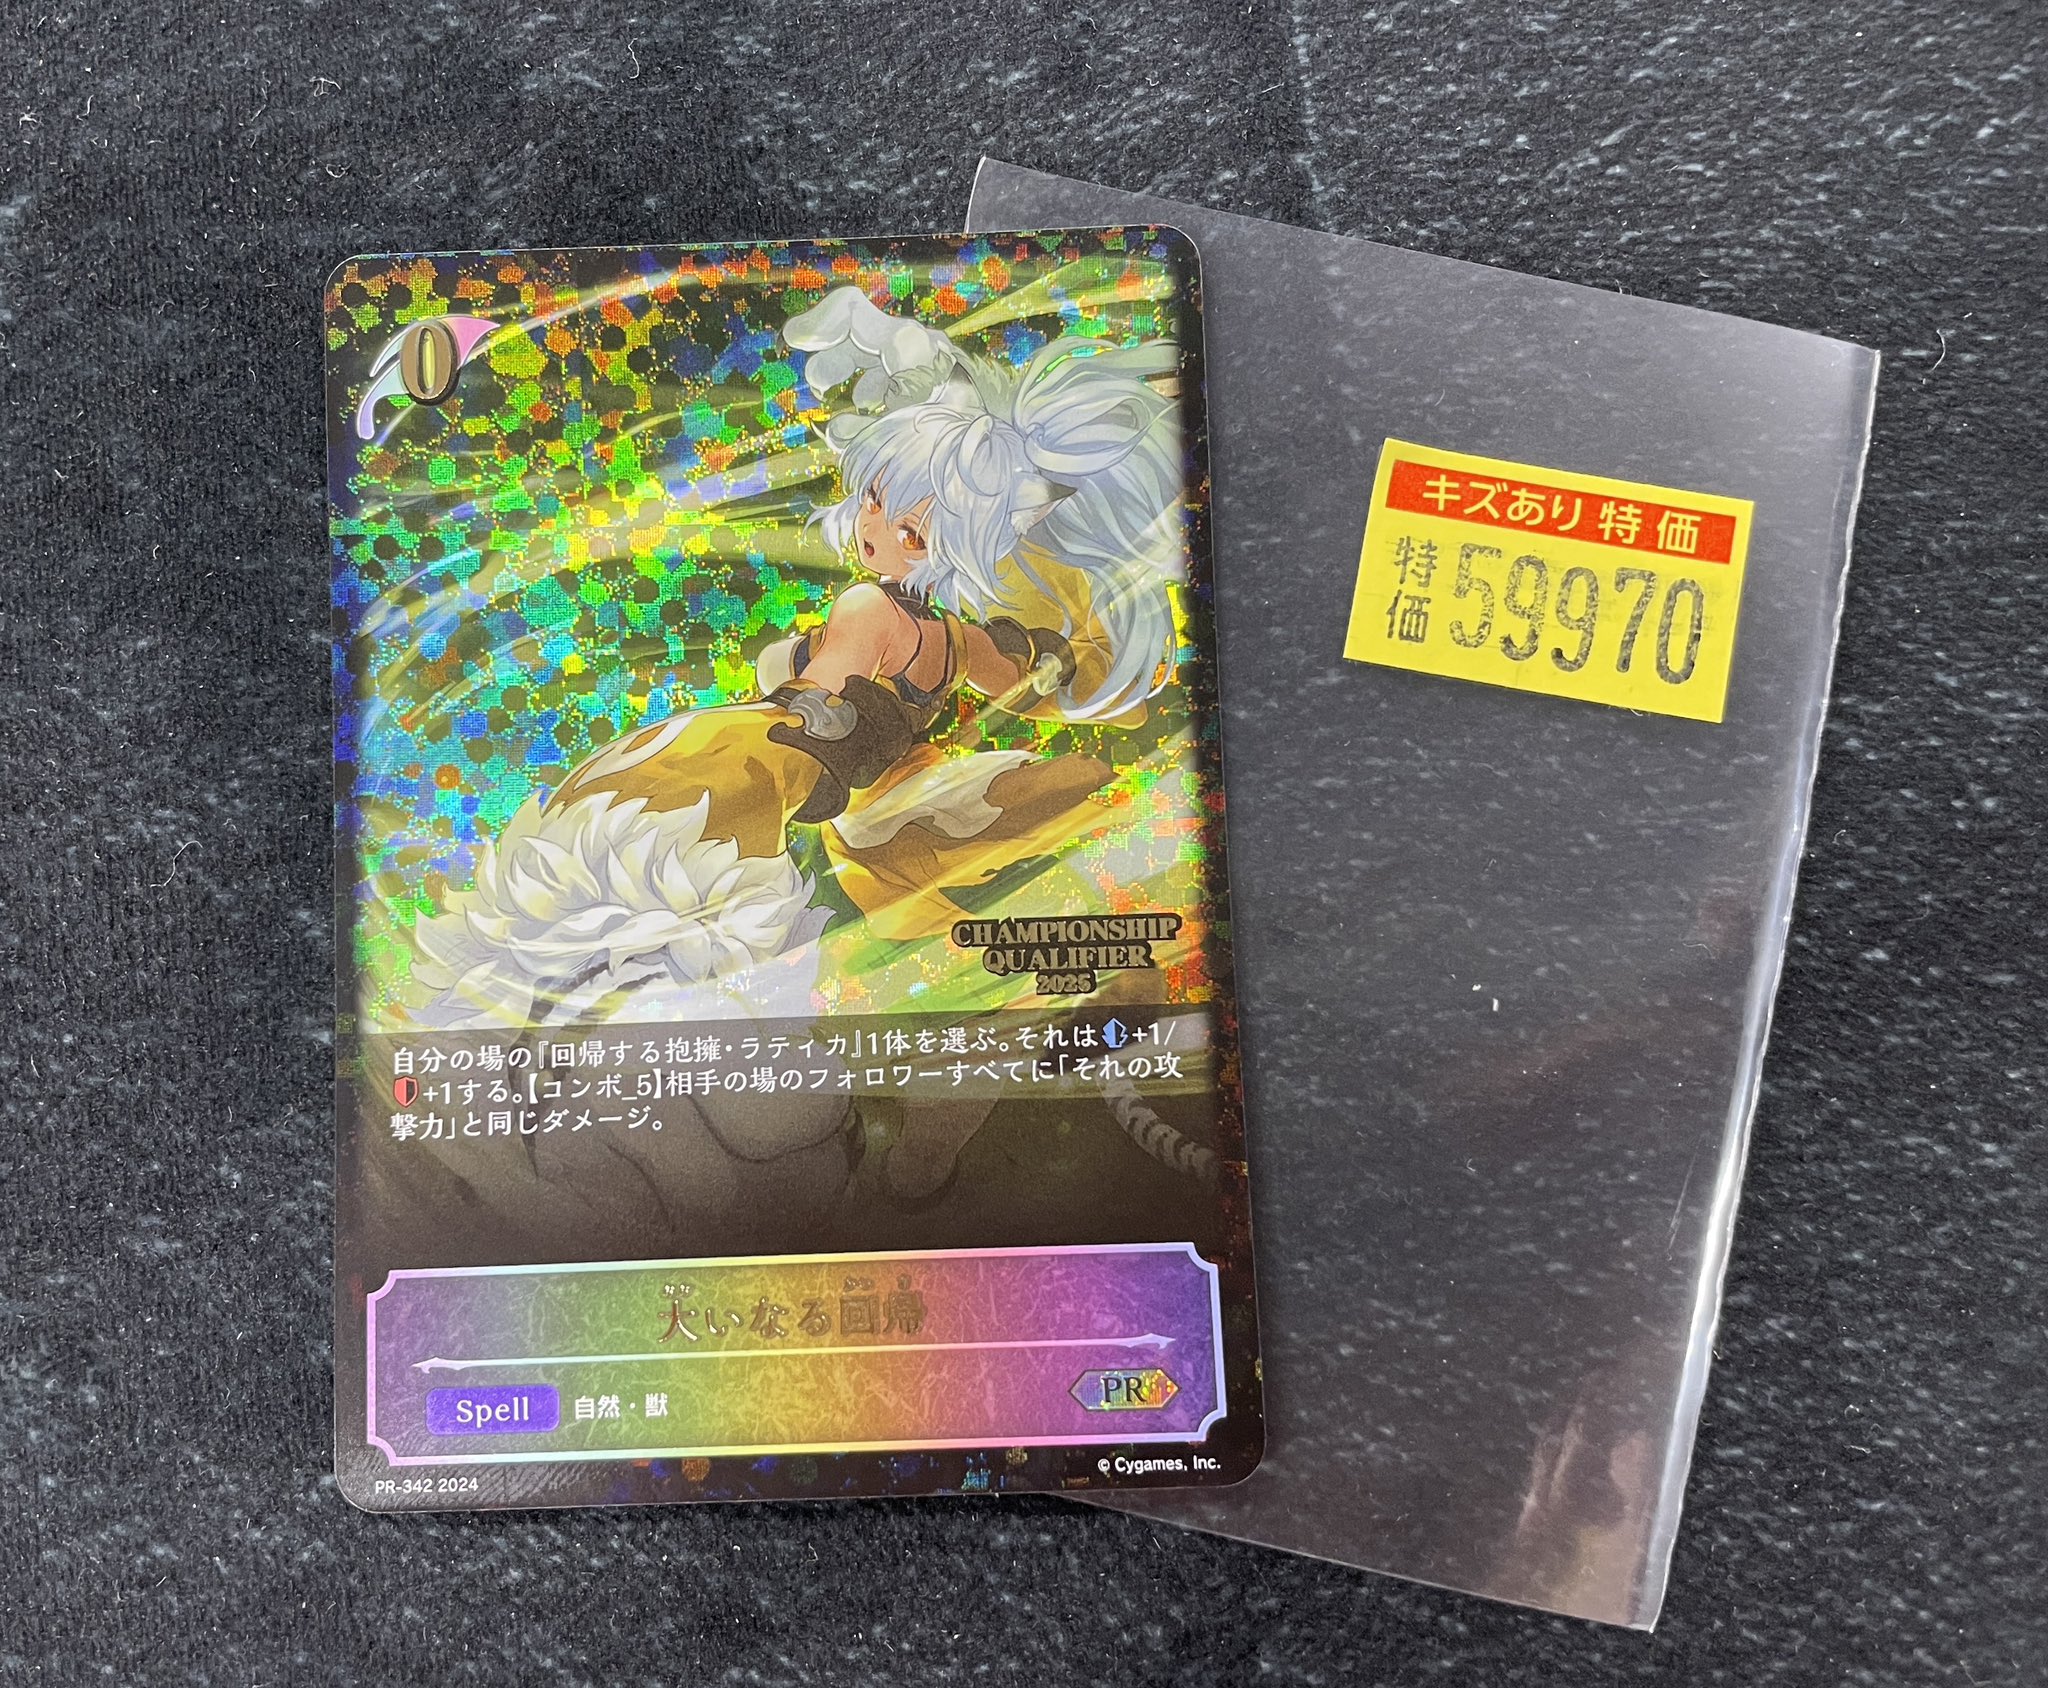 0
CHAMPIONSHIP
QUALIFIER
2025
自分の場の『回帰する抱擁・ラティカ』1体を選ぶ。それは+1/
+1する。【コンボ_5】相手の場のフォロワーすべてに「それの攻
撃力」と同じダメージ。
大いなる回帰
Spell 自然・獣
PR
PR-342 2024
© Cygames, Inc.
キズあり特価
特価 59970